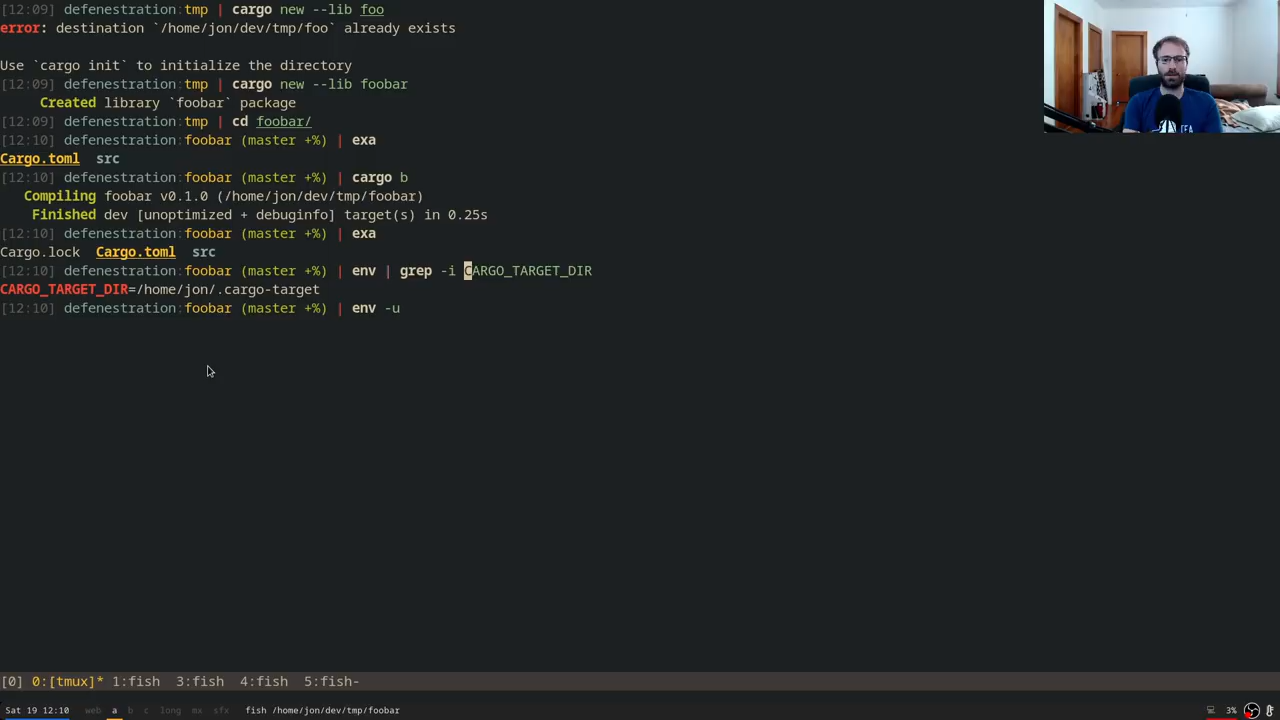 [12:09] defenestration:tmp | cargo new --lib foo
error: destination `/home/jon/dev/tmp/foo` already exists
Use `cargo init` to initialize the directory
[12:09] defenestration:tmp | cargo new --lib foobar
Created library `foobar` package
[12:09] defenestration:tmp | cd foobar/
[12:10] defenestration:foobar (master +%) | exa
Cargo.toml src
[12:10] defenestration:foobar (master +%) | cargo b
Compiling foobar v0.1.0 (/home/jon/dev/tmp/foobar)
Finished dev [unoptimized + debuginfo] target(s) in 0.25s
[12:10] defenestration:foobar (master +%) | exa
Cargo.lock Cargo.toml src
[12:10] defenestration:foobar (master +%) | env | grep -i CARGO_TARGET_DIR
CARGO_TARGET_DIR=/home/jon/.cargo-target
[12:10] defenestration:foobar (master +%) | env -u
[0] 0:[tmux]* 1:fish 3:fish 4:fish 5:fish-
Sat 19 12:10 web a b c long mx sfx fish /home/jon/dev/tmp/foobar 3%